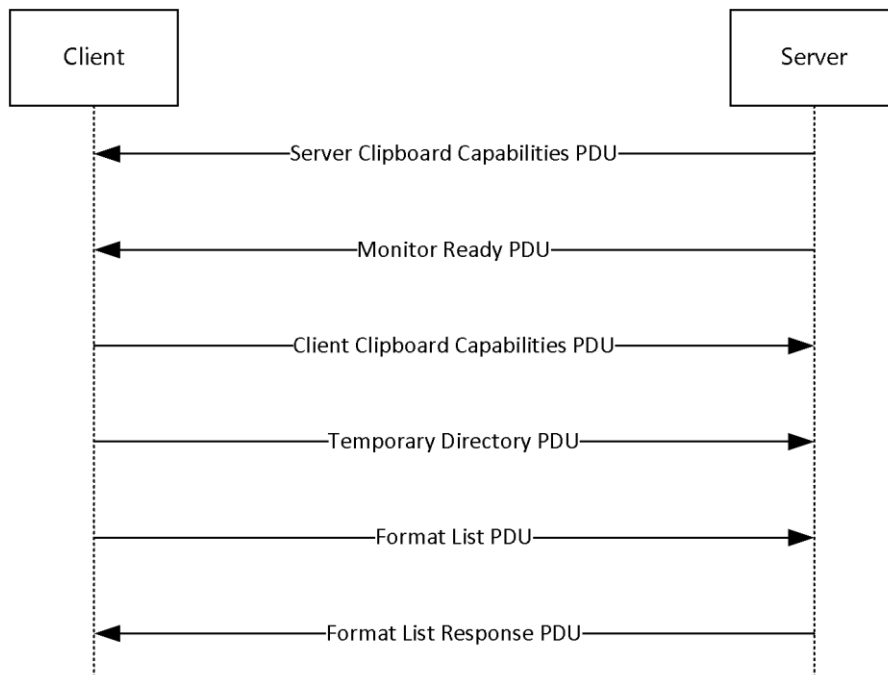 Client
Server
Server Clipboard Capabilities PDU
Monitor Ready PDU
Client Clipboard Capabilities PDU
Temporary Directory PDU
Format List PDU
Format List Response PDU